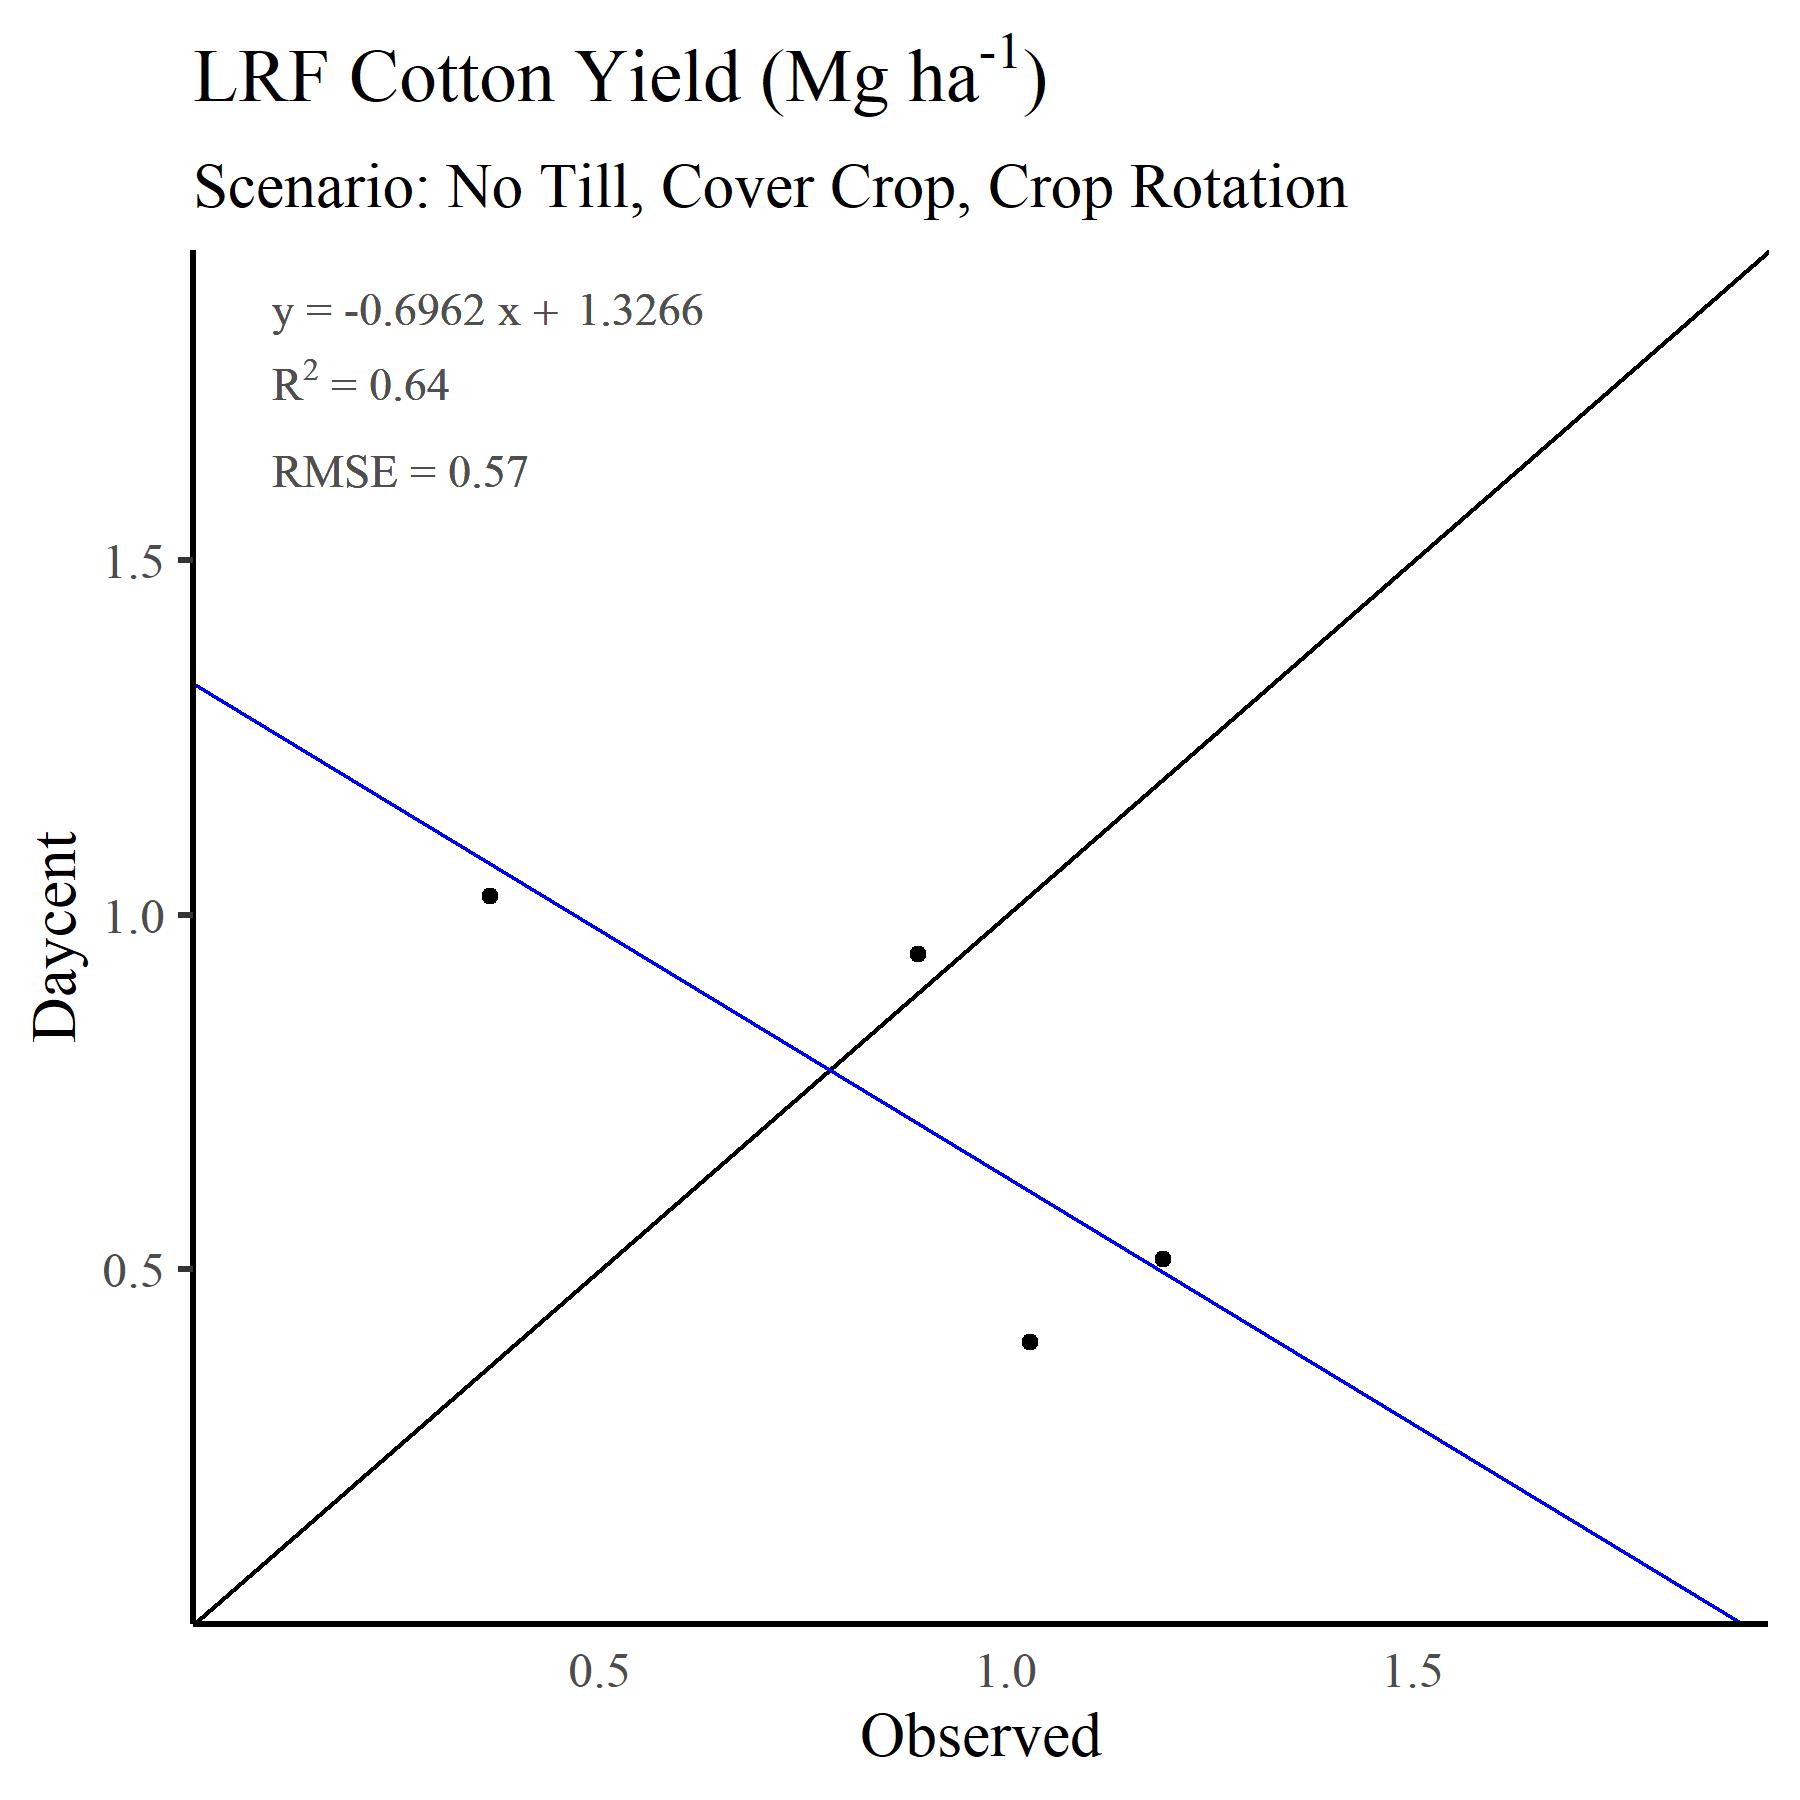 LRF Cotton Yield (Mg ha⁻¹)
Scenario: No Till, Cover Crop, Crop Rotation
y = -0.6962 x + 1.3266
R² = 0.64
RMSE = 0.57
1.5
1.0
0.5
Daycent
0.5 1.0 1.5
Observed